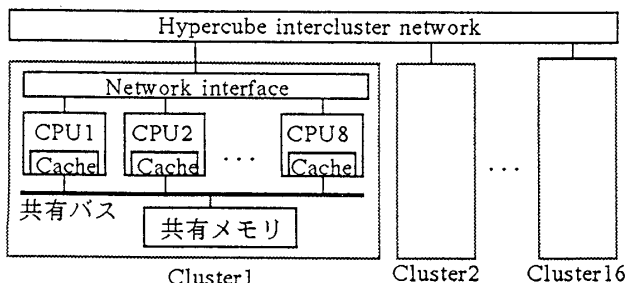 Hypercube intercluster network
Network interface
CPU1 CPU2 CPU8
Cache Cache ... Cache ...
共有バス
共有メモリ
Cluster1 Cluster2 Cluster16